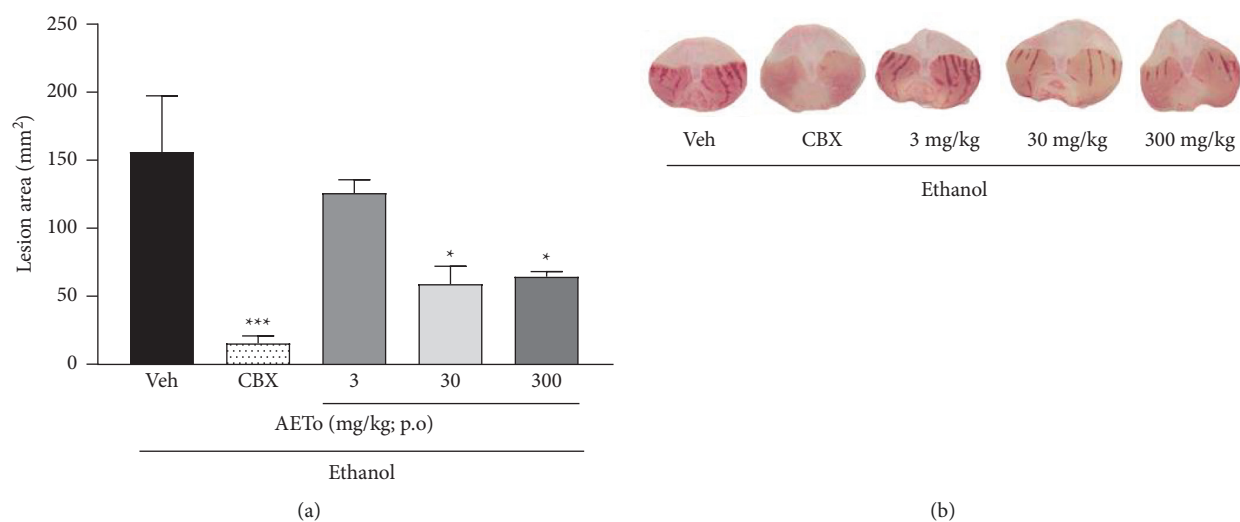 250
200
150
100
50
0
Lesion area (mm²)
***
*
*
Veh CBX 3 30 300
AETo (mg/kg; p.o)
Ethanol
(a)
Veh CBX 3 mg/kg 30 mg/kg 300 mg/kg
Ethanol
(b)